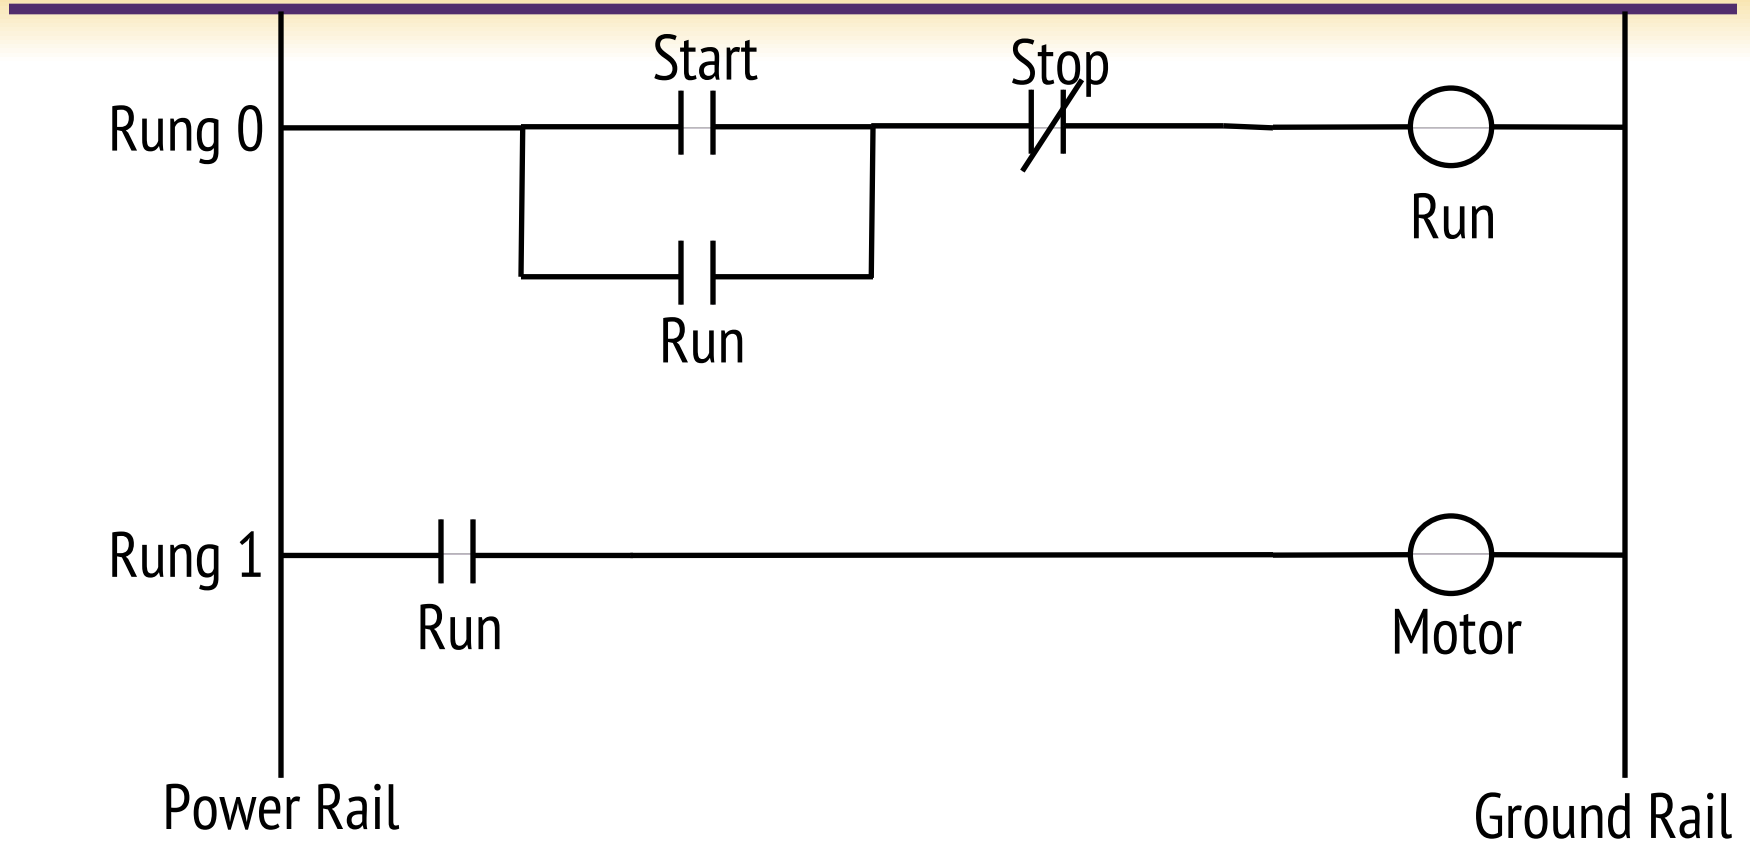 Start
Stop
Rung 0
Run
Run
Rung 1
Run
Motor
Power Rail
Ground Rail